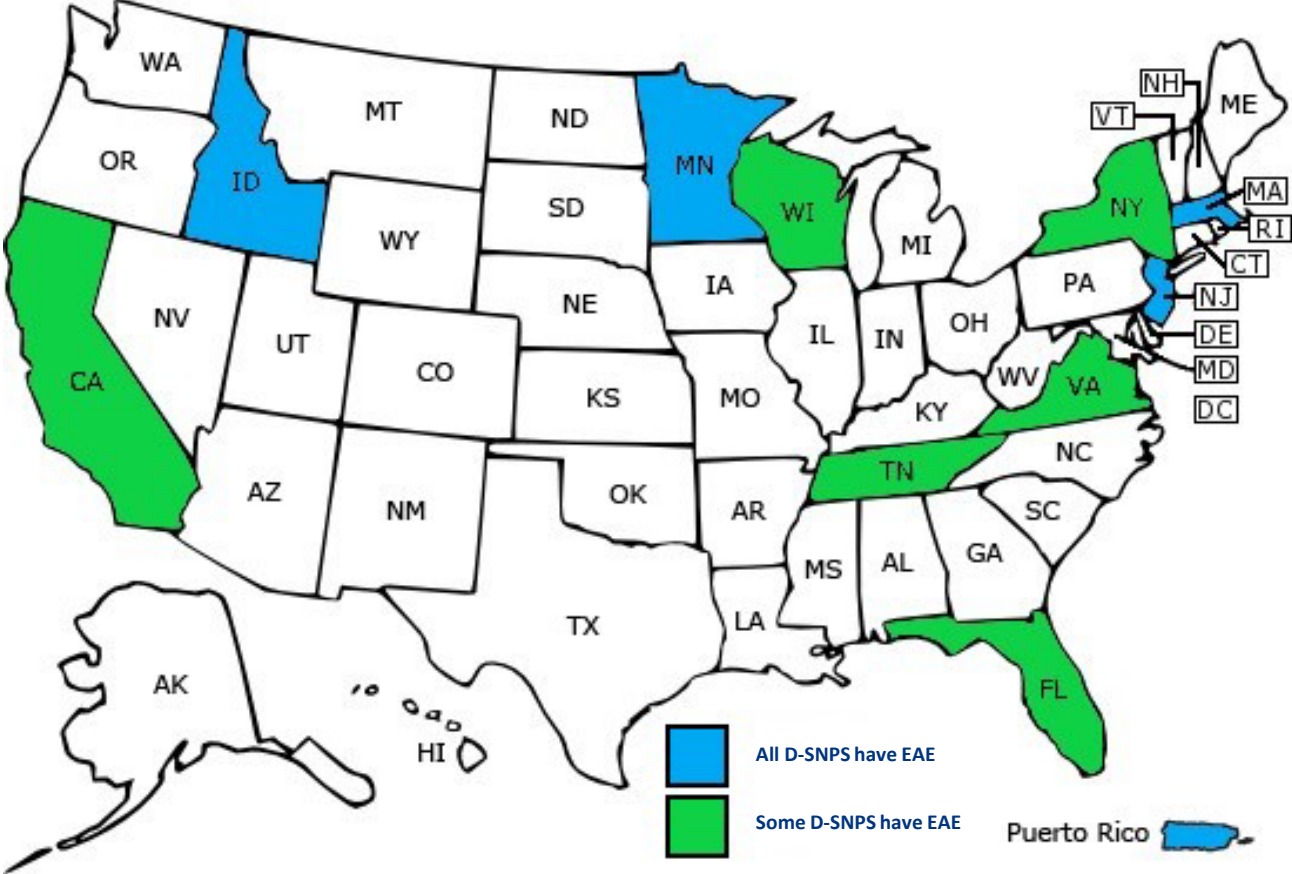 WA
MT
ND
MN
OR
ID
SD
WI
WY
MI
NY
ME
NH
VT
MA
RI
CT
NJ
DE
MD
DC
PA
IA
NE
NV
UT
CO
IL
IN
OH
CA
KS
MO
WV
VA
KY
NC
TN
AZ
NM
OK
AR
SC
MS
AL
GA
LA
TX
FL
AK
HI
All D-SNPS have EAE
Some D-SNPS have EAE
Puerto Rico